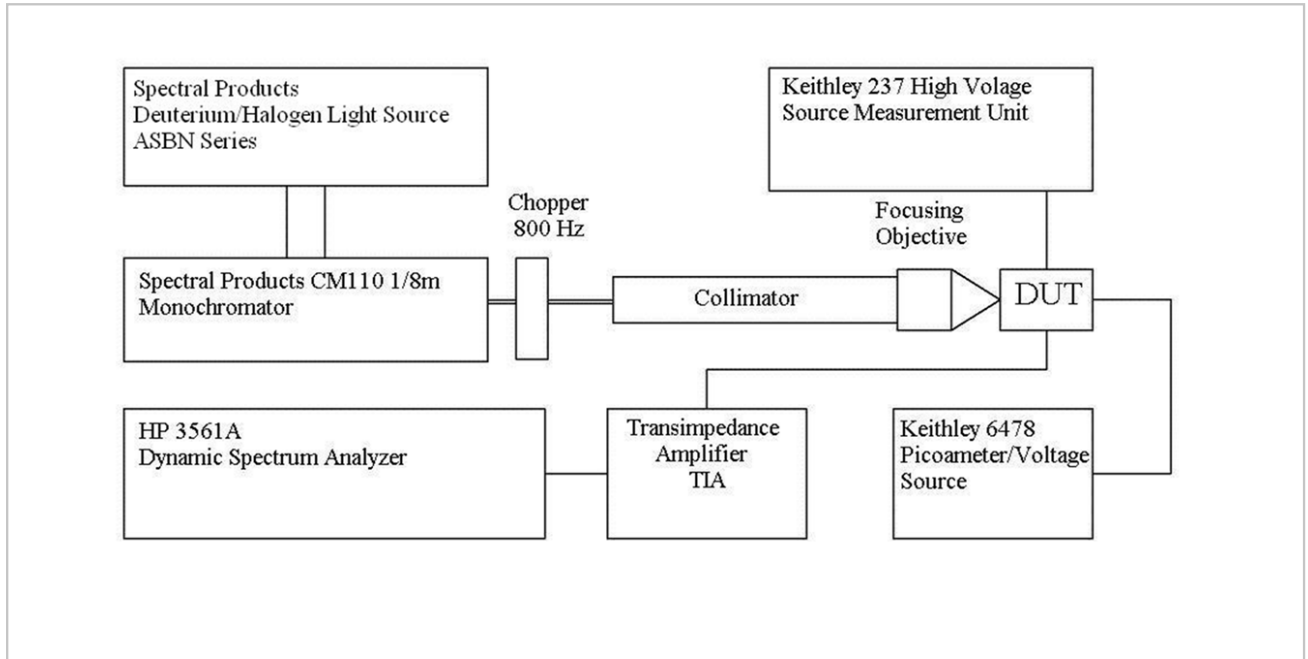 Spectral Products
Deuterium/Halogen Light Source
ASBN Series
Keithley 237 High Volage
Source Measurement Unit
Chopper
800 Hz
Focusing
Objective
Spectral Products CM110 1/8m
Monochromator
Collimator
DUT
HP 3561A
Dynamic Spectrum Analyzer
Transimpedance
Amplifier
TIA
Keithley 6478
Picoameter/Voltage
Source